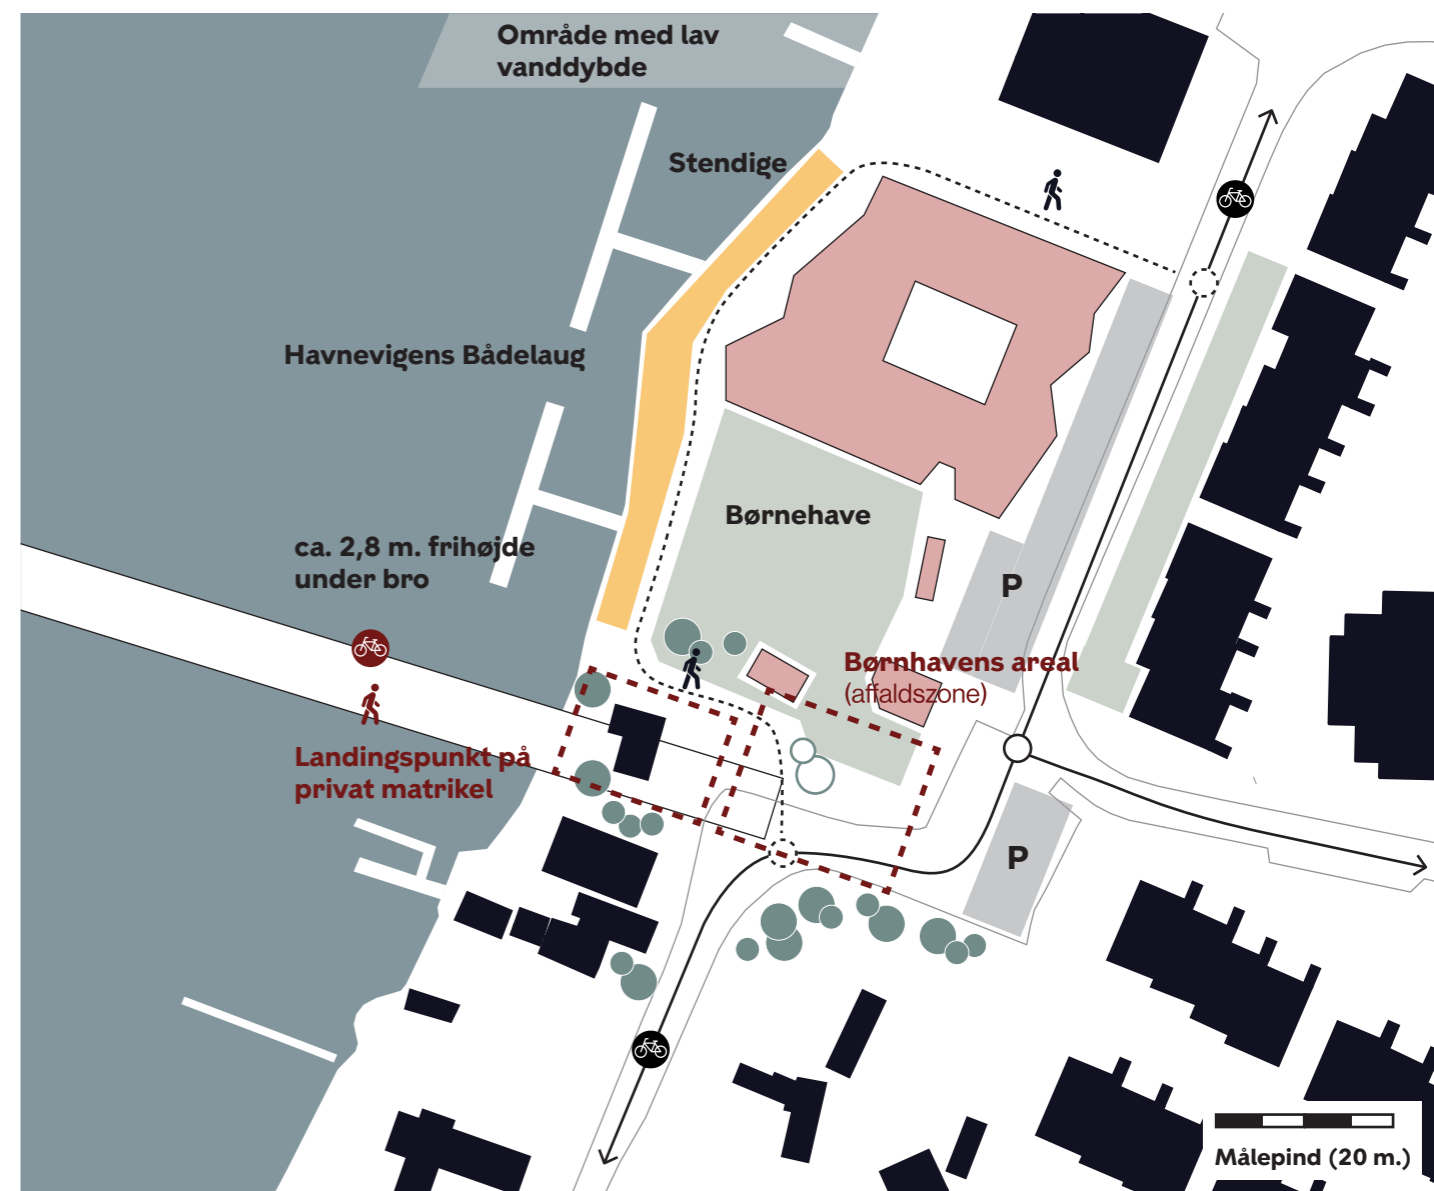 Område med lav
vanddybde
Stendige
Havnevigens Bådelaug
Børnehave
ca. 2,8 m. frihøjde
under bro
P
Børnhavens areal
(affaldszone)
Landingspunkt på
privat matrikel
P
Målepind (20 m.)